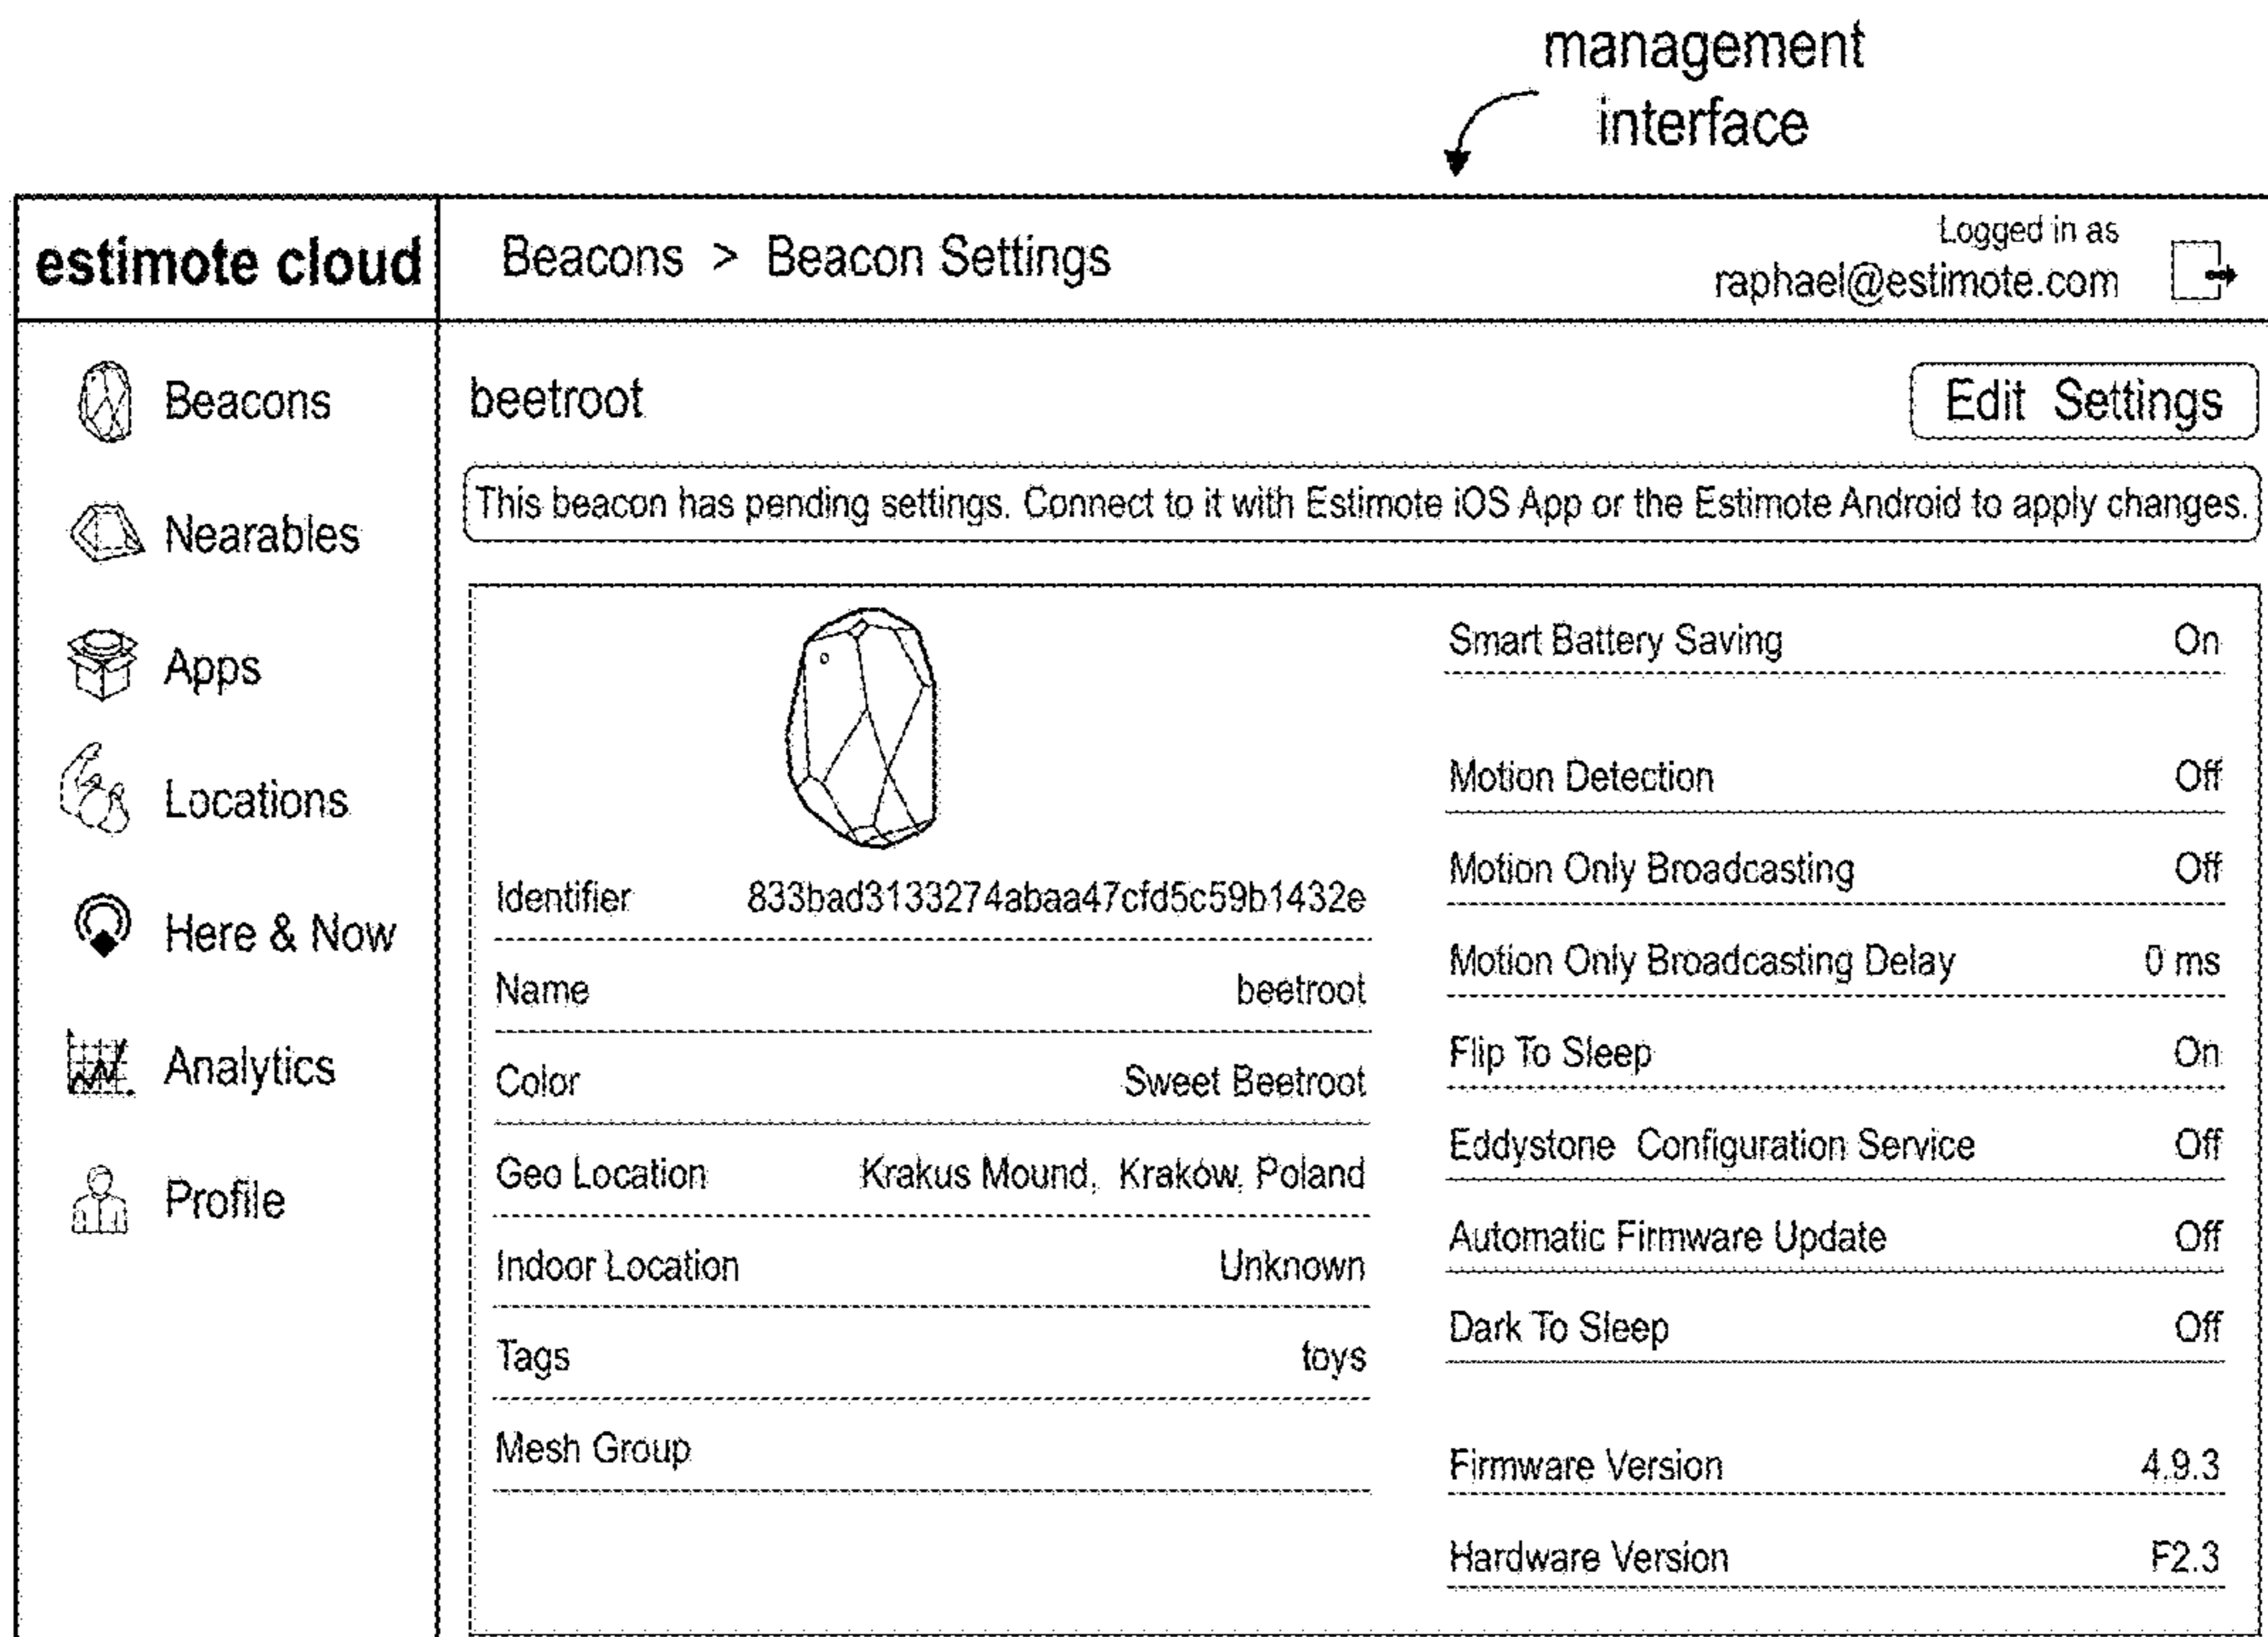 management
interface
estimote cloud
Beacons > Beacon Settings
Logged in as
raphael@estimote.com
Beacons
Nearables
Apps
Locations
Here & Now
Analytics
Profile
beetroot
Edit Settings
This beacon has pending settings. Connect to it with Estimote iOS App or the Estimote Android to apply changes.
Identifier 833bad3133274abaa47cfd5c59b1432e
Name beetroot
Color Sweet Beetroot
Geo Location Krakus Mound, Kraków, Poland
Indoor Location Unknown
Tags toys
Mesh Group
Smart Battery Saving On
Motion Detection Off
Motion Only Broadcasting Off
Motion Only Broadcasting Delay 0 ms
Flip To Sleep On
Eddystone Configuration Service Off
Automatic Firmware Update Off
Dark To Sleep Off
Firmware Version 4.9.3
Hardware Version F2.3